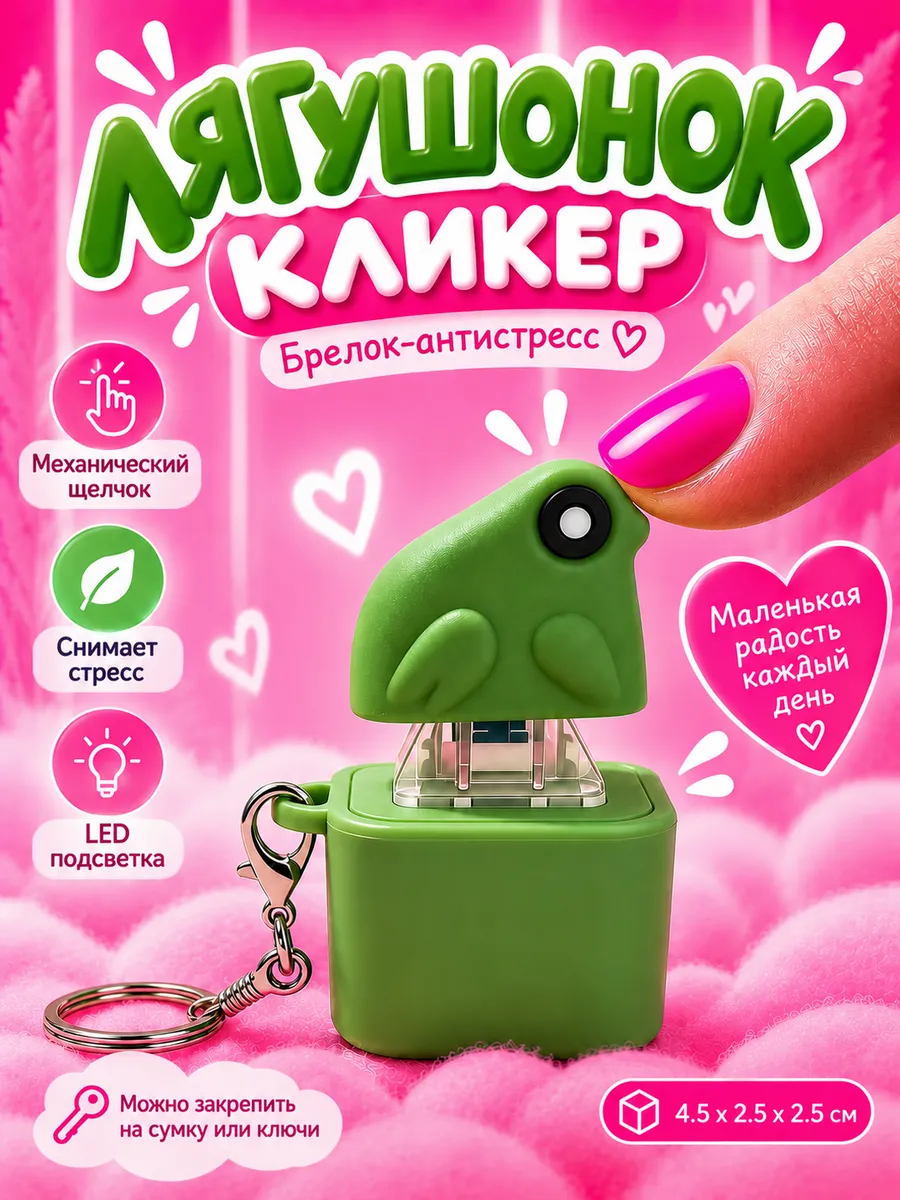 ЛЯГУШОНОК
КЛИКЕР
Брелок-антистресс
Механический
щелчок
Снимает
стресс
LED
подсветка
Маленькая
радость
каждый
день
Можно закрепить
на сумку или ключи
4.5 x 2.5 x 2.5 см